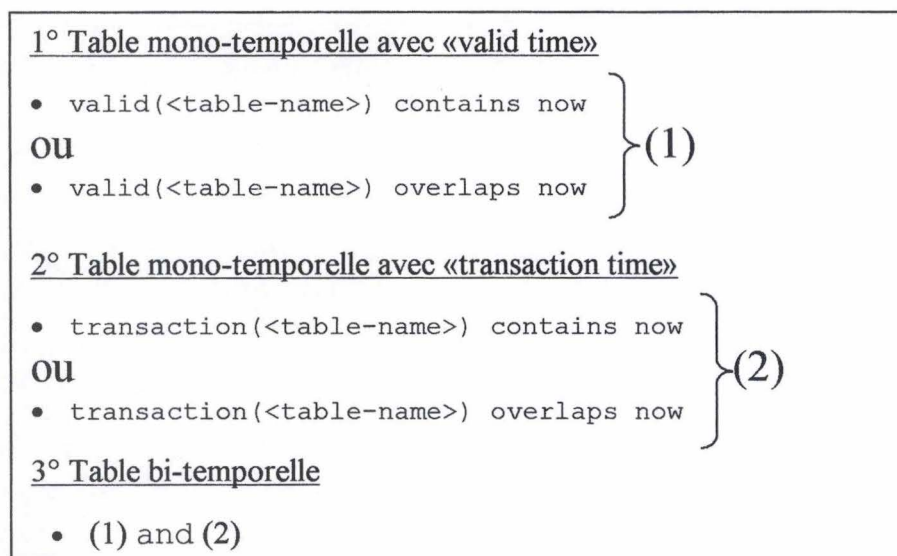 1° Table mono-temporelle avec «valid time»
• valid(<table-name>) contains now
ou
• valid(<table-name>) overlaps now
(1)
2° Table mono-temporelle avec «transaction time»
• transaction(<table-name>) contains now
ou
• transaction(<table-name>) overlaps now
(2)
3° Table bi-temporelle
• (1) and (2)